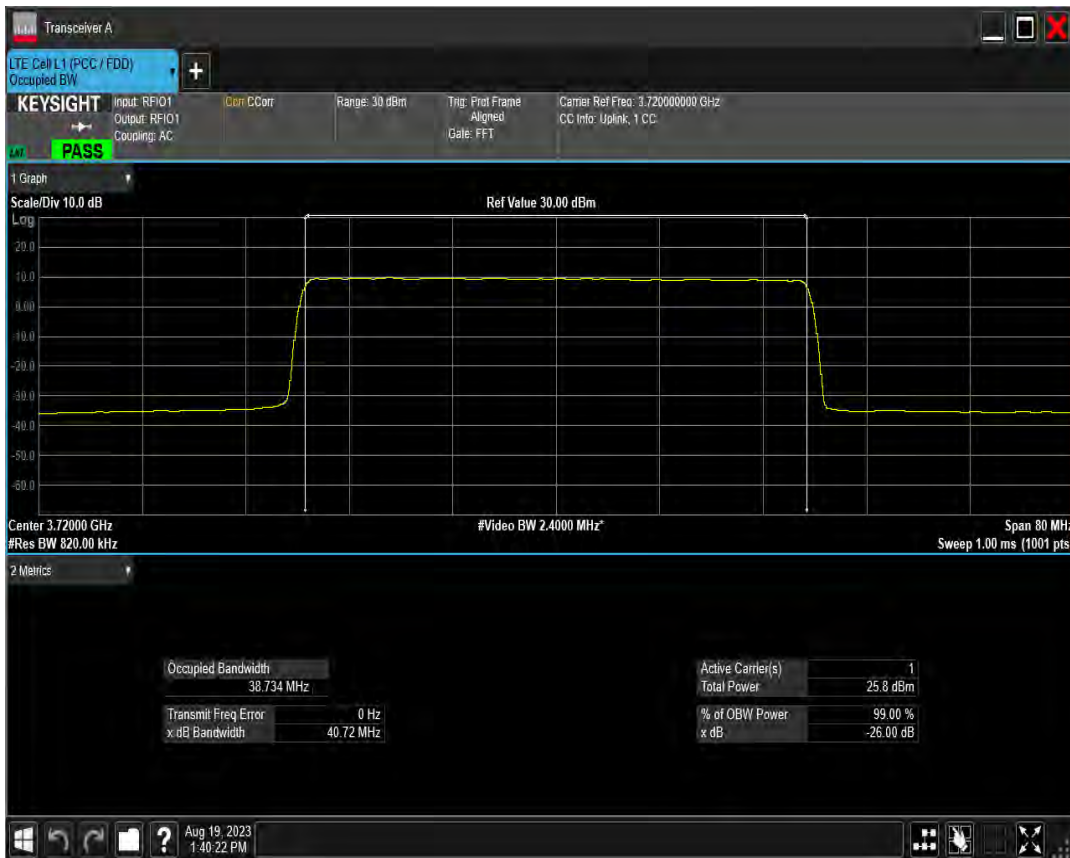 Transceiver A
LTE Cell L1 (PCC / FDD)
Occupied BW
+
KEYSIGHT
Input: RFIO1
Output: RFIO1
Coupling: AC
Corr CCorr
Range: 30 dBm
Trig: Prot Frame
Aligned
Gate: FFT
Carrier Ref Freq: 3.720000000 GHz
CC Info: Uplink, 1 CC
PASS
1 Graph
Scale/Div 10.0 dB
Ref Value 30.00 dBm
Log
20.0
10.0
0.00
-10.0
-20.0
-30.0
-40.0
-50.0
-60.0
Center 3.72000 GHz
#Video BW 2.4000 MHz*
Span 80 MHz
#Res BW 820.00 kHz
Sweep 1.00 ms (1001 pts
2 Metrics
Occupied Bandwidth
38.734 MHz
Transmit Freq Error 0 Hz
x dB Bandwidth 40.72 MHz
Active Carrier(s) 1
Total Power 25.8 dBm
% of OBW Power 99.00 %
x dB -26.00 dB
?
Aug 19, 2023
1:40:22 PM